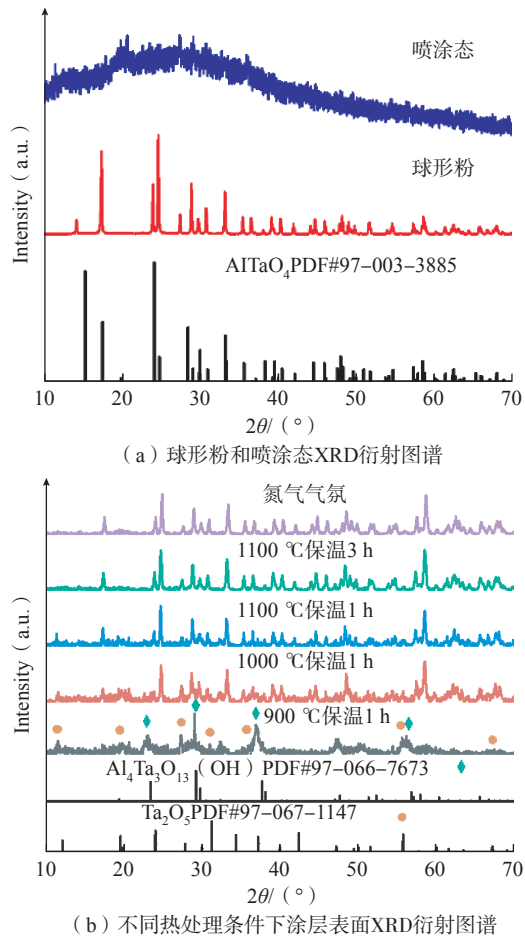 喷涂态
球形粉
AlTaO4PDF#97-003-3885
Intensity（a.u.）
10 20 30 40 50 60 70
2θ/（°）
（a）球形粉和喷涂态XRD衍射图谱
氮气气氛
1100 ℃保温3 h
1100 ℃保温1 h
1000 ℃保温1 h
900 ℃保温1 h
Al4Ta3O13（OH）PDF#97-066-7673
Ta2O5PDF#97-067-1147
Intensity（a.u.）
10 20 30 40 50 60 70
2θ/（°）
（b）不同热处理条件下涂层表面XRD衍射图谱